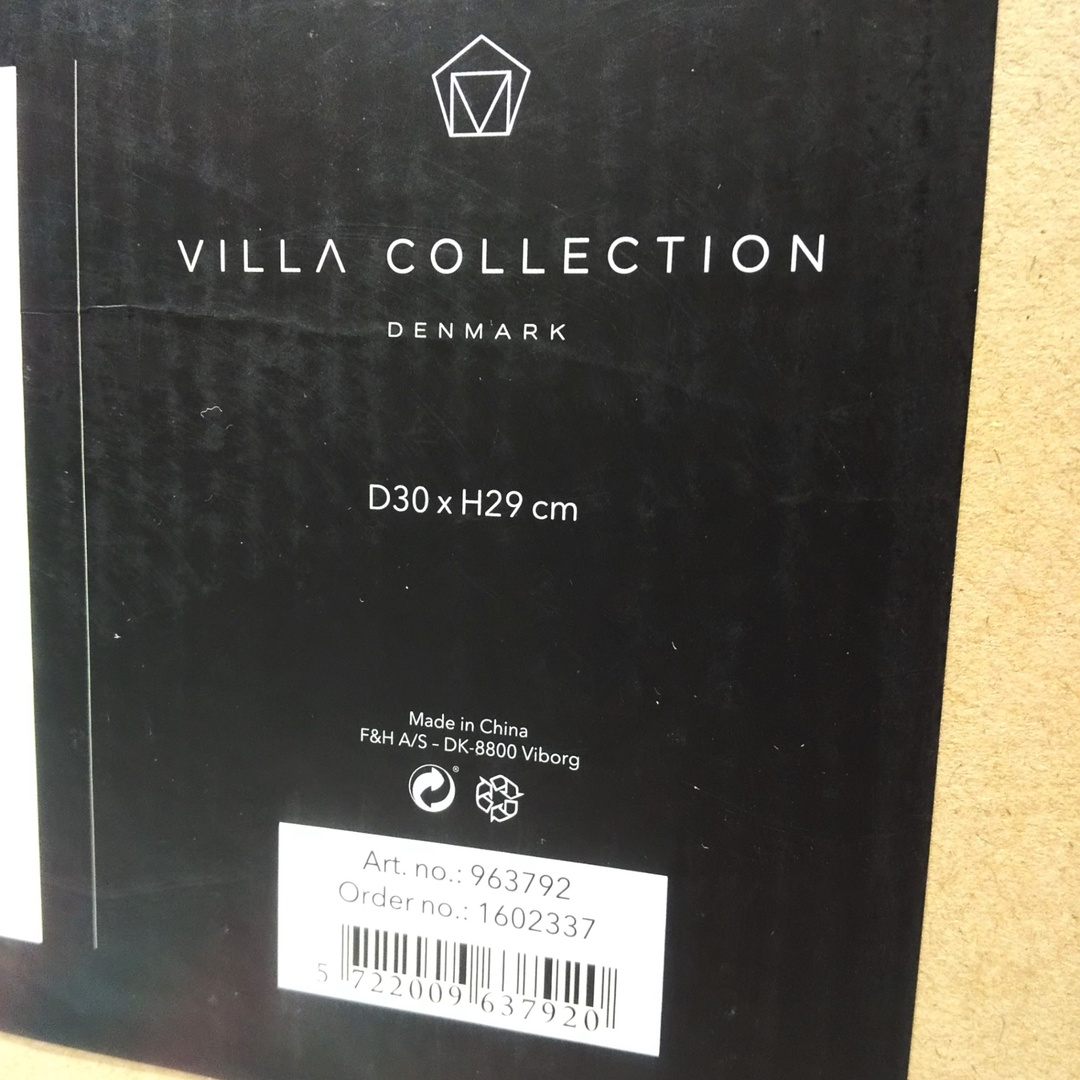 VILLA COLLECTION
DENMARK
D30 x H29 cm
Made in China
F&H A/S – DK-8800 Viborg
®
Art. no.: 963792
Order no.: 1602337
5 722009 637920